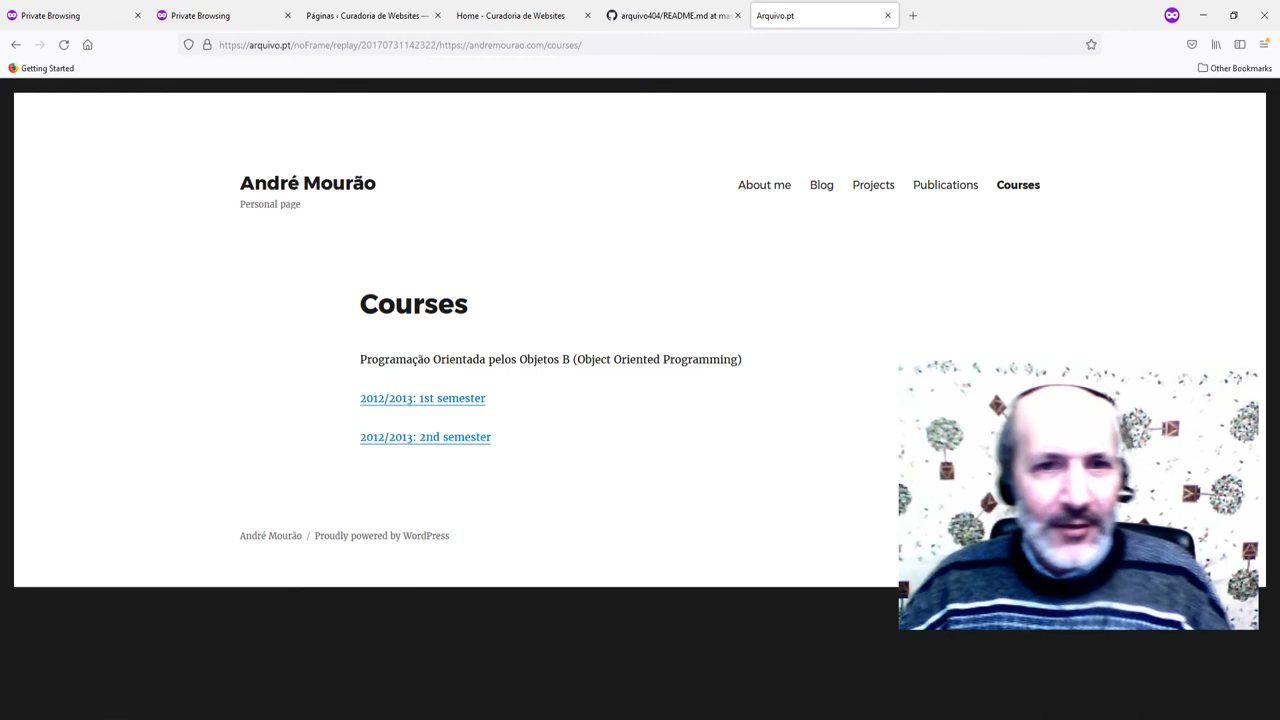 Private Browsing
Private Browsing
Páginas ‹ Curadoria de Websites —
Home - Curadoria de Websites
arquivo404/README.md at ma
Arquivo.pt
https://arquivo.pt/noFrame/replay/20170731142322/https://andremourao.com/courses/
Getting Started
Other Bookmarks
André Mourão
Personal page
About me
Blog
Projects
Publications
Courses
Courses
Programação Orientada pelos Objetos B (Object Oriented Programming)
2012/2013: 1st semester
2012/2013: 2nd semester
André Mourão / Proudly powered by WordPress